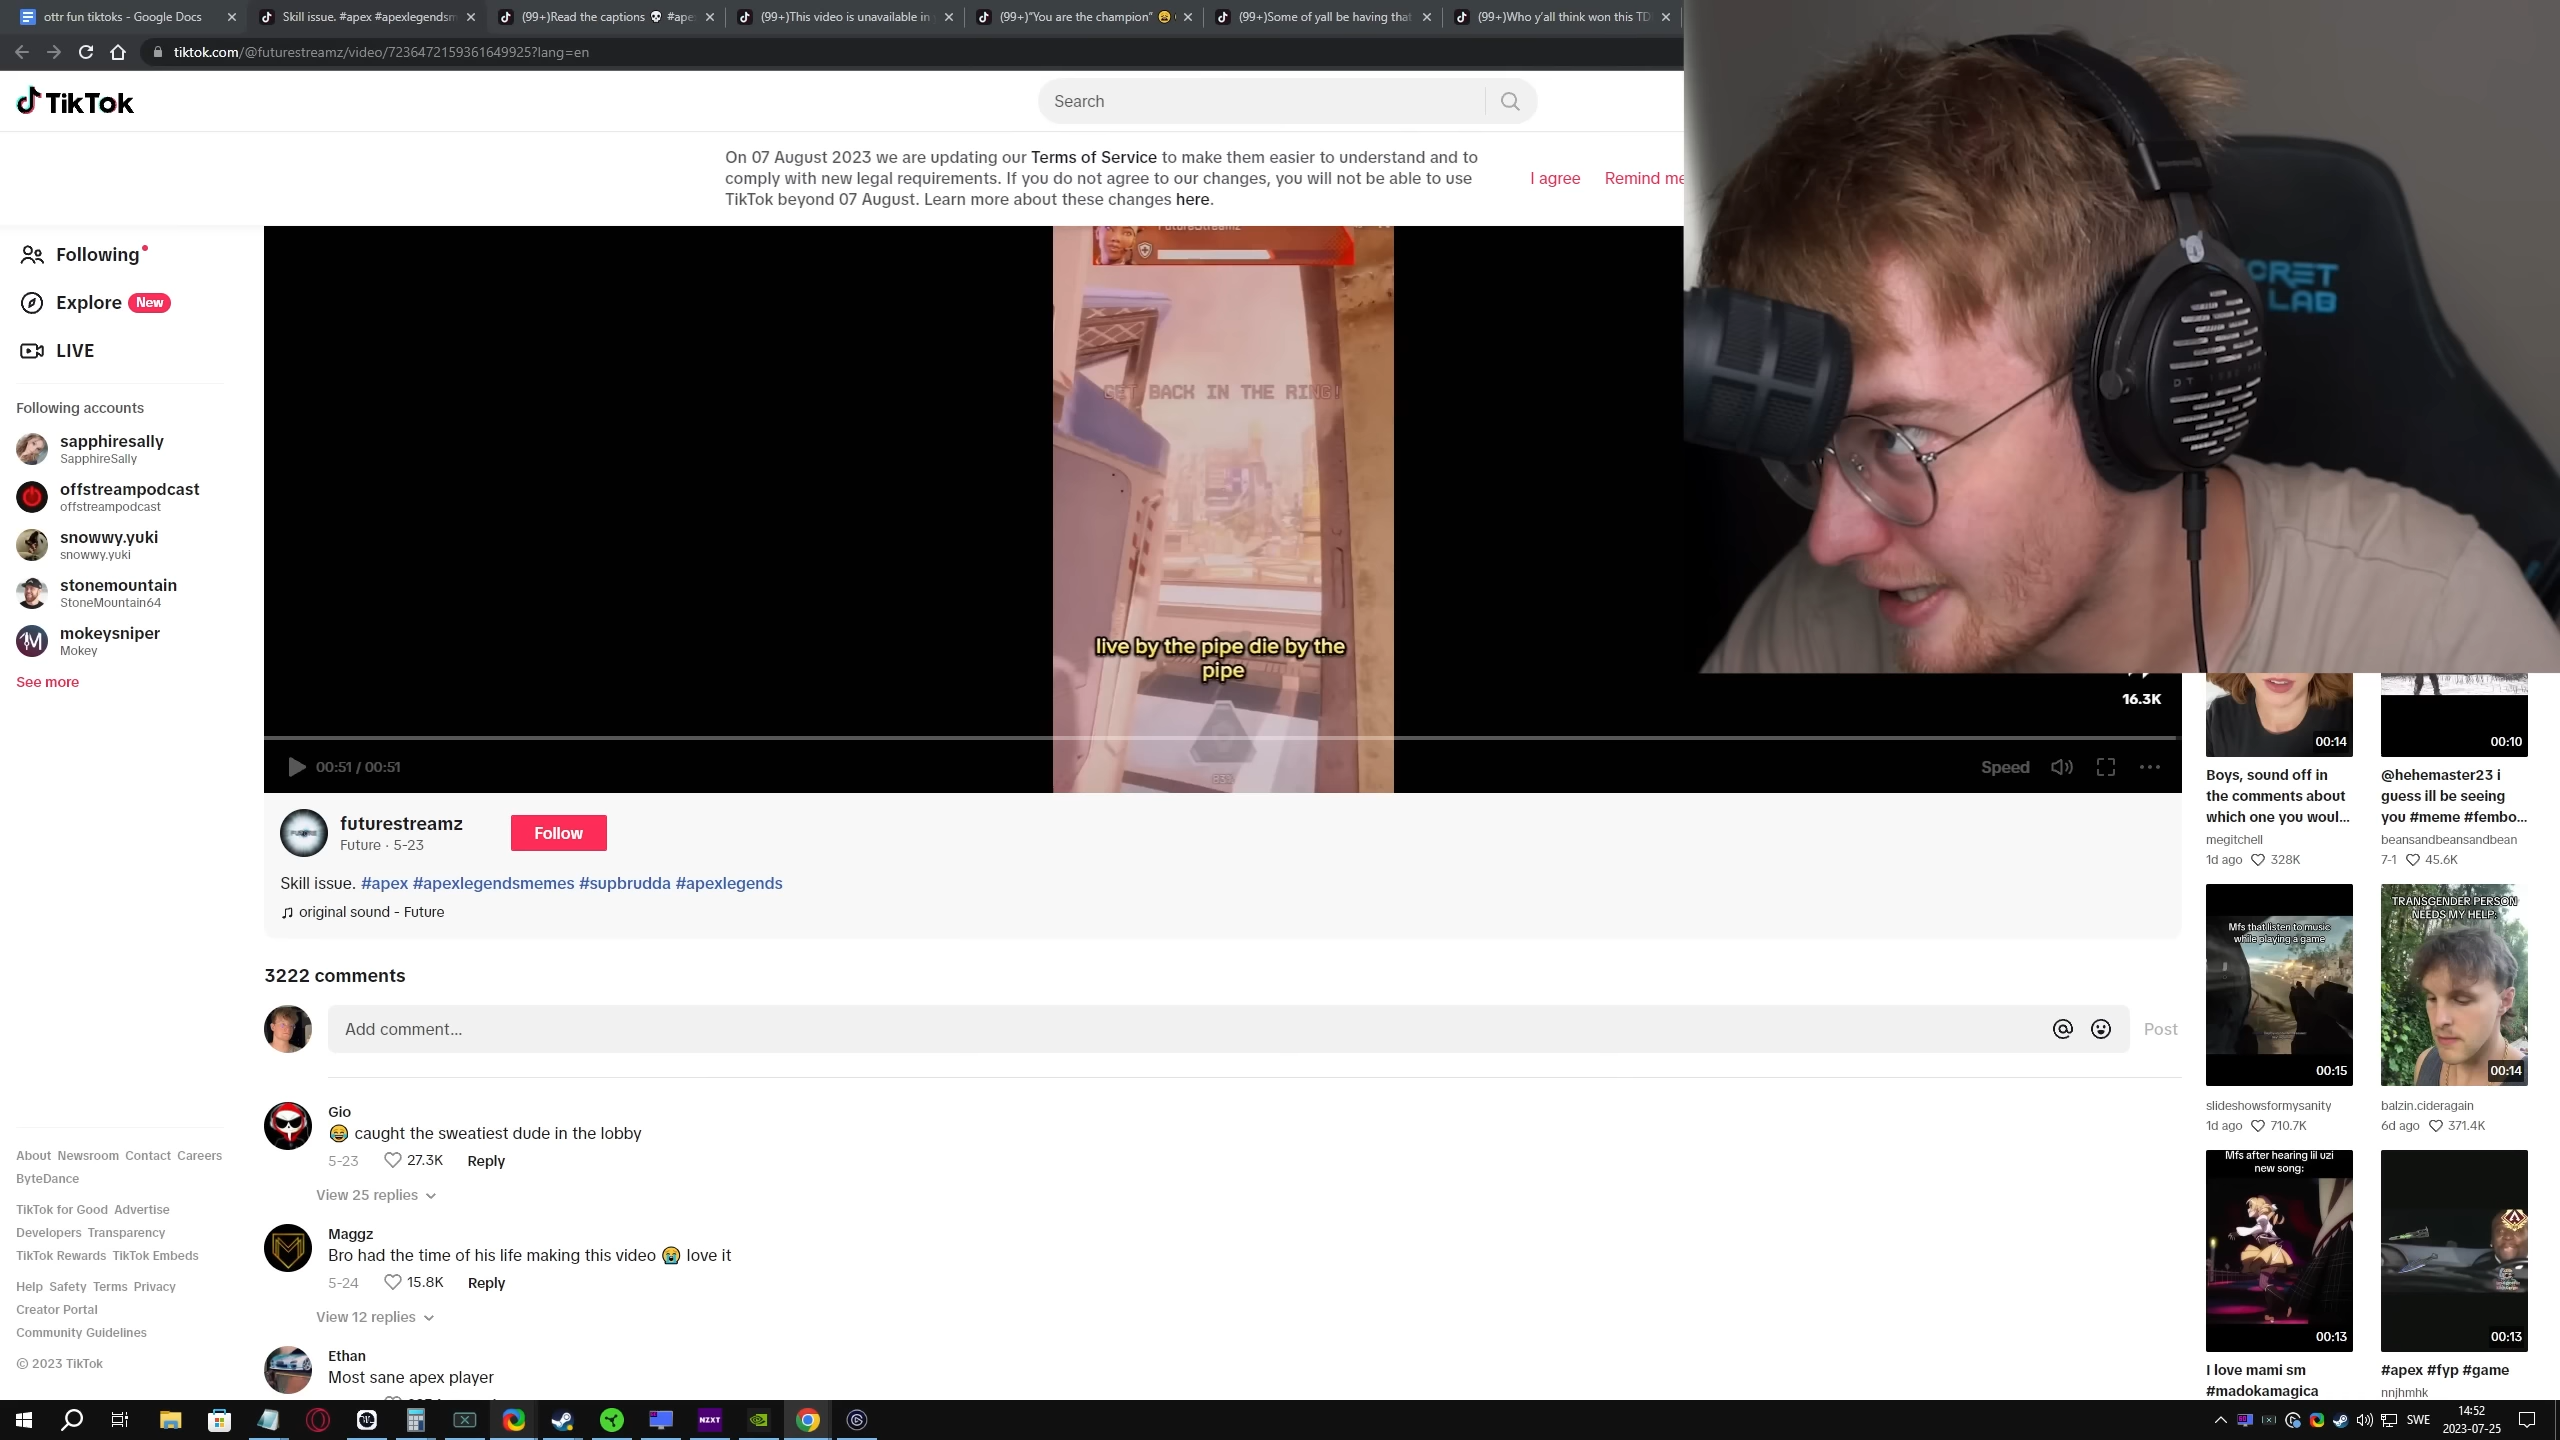 ottr fun tiktoks - Google Docs
Skill issue. #apex #apexlegendsm
(99+)Read the captions 💀 #ape
(99+)This video is unavailable in
(99+)"You are the champion" 😩
(99+)Some of yall be having that
(99+)Who y'all think won this TD
tiktok.com/@futurestreamz/video/7236472159361649925?lang=en
TikTok
Search
On 07 August 2023 we are updating our Terms of Service to make them easier to understand and to
comply with new legal requirements. If you do not agree to our changes, you will not be able to use
TikTok beyond 07 August. Learn more about these changes here.
I agree
Remind me
Following
Explore New
LIVE
Following accounts
sapphiresally
SapphireSally
offstreampodcast
offstreampodcast
snowwy.yuki
snowwy.yuki
stonemountain
StoneMountain64
mokeysniper
Mokey
See more
About Newsroom Contact Careers
ByteDance
TikTok for Good Advertise
Developers Transparency
TikTok Rewards TikTok Embeds
Help Safety Terms Privacy
Creator Portal
Community Guidelines
© 2023 TikTok
FutureStreamz
GET BACK IN THE RING!
live by the pipe die by the
pipe
16.3K
00:51 / 00:51
Speed
futurestreamz
Future · 5-23
Follow
Skill issue. #apex #apexlegendsmemes #supbrudda #apexlegends
original sound - Future
3222 comments
Add comment...
Post
Gio
😂 caught the sweatiest dude in the lobby
5-23 27.3K Reply
View 25 replies
Maggz
Bro had the time of his life making this video 😭 love it
5-24 15.8K Reply
View 12 replies
Ethan
Most sane apex player
CRET
LAB
DT
00:14
Boys, sound off in
the comments about
which one you woul...
megitchell
1d ago 328K
00:10
@hehemaster23 i
guess ill be seeing
you #meme #fembo...
beansandbeansandbean
7-1 45.6K
Mfs that listen to music
while playing a game
00:15
slideshowsformysanity
1d ago 710.7K
TRANSGENDER PERSON
NEEDS MY HELP:
00:14
balzin.cideragain
6d ago 371.4K
Mfs after hearing lil uzi
new song:
00:13
I love mami sm
#madokamagica
00:13
#apex #fyp #game
nnjhmhk
NZXT
SWE
14:52
2023-07-25